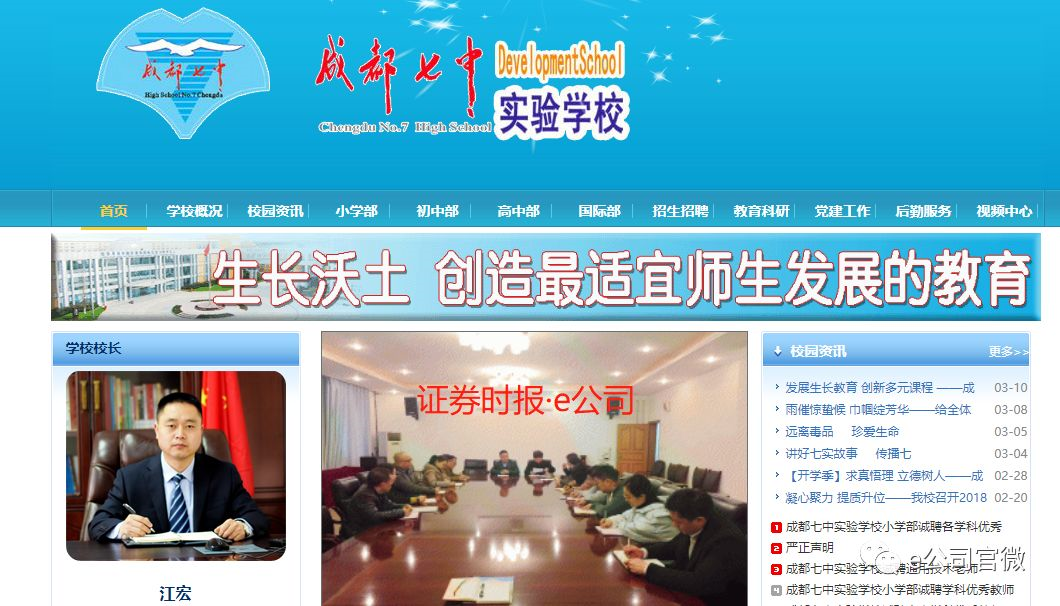 成都七中
High School No.7 Chengdu
成都七中
DevelopmentSchool
Chengdu No.7 High School
实验学校
首页
学校概况
校园资讯
小学部
初中部
高中部
国际部
招生招聘
教育科研
党建工作
后勤服务
视频中心
生长沃土 创造最适宜师生发展的教育
学校校长
江宏
证券时报·e公司
校园资讯
更多>>
发展生长教育 创新多元课程 ——成 03-10
雨催惊蛰候 巾帼绽芳华——给全体 03-08
远离毒品 珍爱生命 03-05
讲好七实故事 传播七 03-04
【开学季】求真悟理 立德树人——成 02-28
凝心聚力 提质升位——我校召开2018 02-20
1 成都七中实验学校小学部诚聘各学科优秀
2 严正声明
3 成都七中实验学校诚聘通用技术老师
4 成都七中实验学校小学部诚聘学科优秀教师
e公司官微